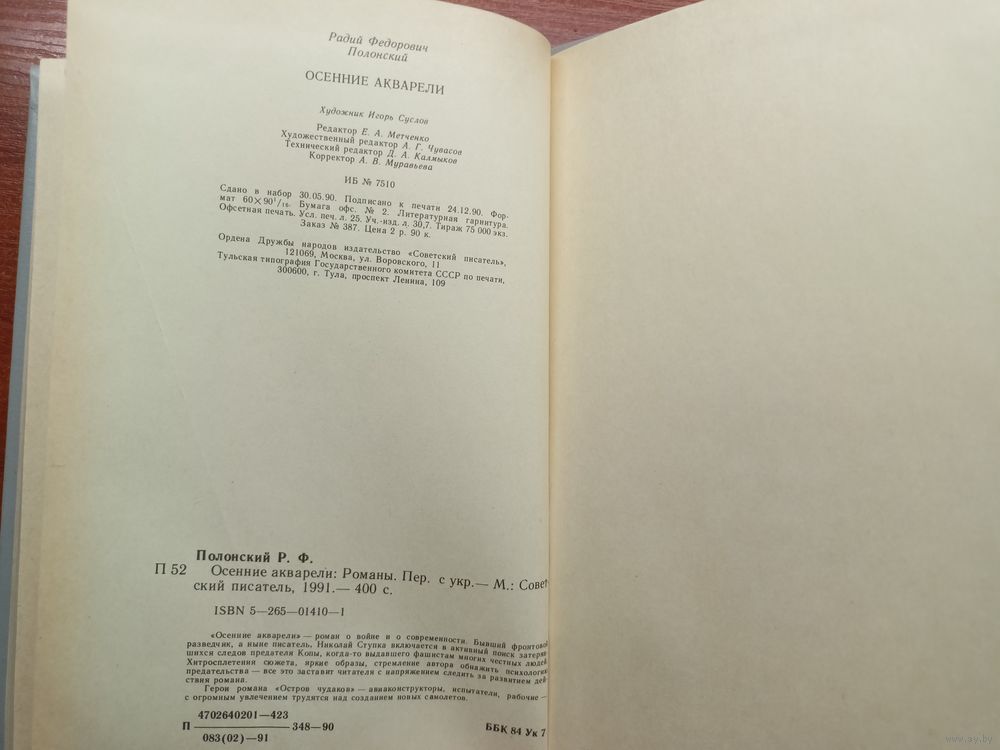 Радий Федорович
Полонский
ОСЕННИЕ АКВАРЕЛИ
Художник Игорь Суслов
Редактор Е. А. Метченко
Художественный редактор А. Г. Чувасов
Технический редактор Д. А. Калмыков
Корректор А. В. Муравьева
ИБ № 7510
Сдано в набор 30.05.90. Подписано к печати 24.12.90. Фор-
мат 60×90¹/₁₆. Бумага офс. № 2. Литературная гарнитура.
Офсетная печать. Усл. печ. л. 25. Уч.-изд. л. 30,7. Тираж 75 000 экз.
Заказ № 387. Цена 2 р. 90 к.
Ордена Дружбы народов издательство «Советский писатель»,
121069, Москва, ул. Воровского, 11
Тульская типография Государственного комитета СССР по печати,
300600, г. Тула, проспект Ленина, 109
Полонский Р. Ф.
П 52 Осенние акварели: Романы. Пер. с укр.— М.: Совет-
ский писатель, 1991.— 400 с.
ISBN 5—265—01410—1
«Осенние акварели» — роман о войне и о современности. Бывший фронтовой
разведчик, а ныне писатель, Николай Ступка включается в активный поиск затеряв-
шихся следов предателя Копы, когда-то выдавшего фашистам многих честных людей.
Хитросплетения сюжета, яркие образы, стремление автора обнажить психологию
предательства — все это заставит читателя с напряжением следить за развитием дей-
ствия романа.
Герои романа «Остров чудаков» — авиаконструкторы, испытатели, рабочие —
с огромным увлечением трудятся над созданием новых самолетов.
4702640201—423
П ———— 348—90
083(02)—91
ББК 84 Ук 7
www.ay.by